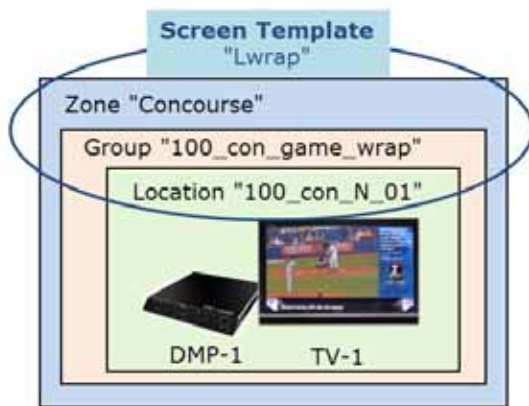 Screen Template
"Lwrap"
Zone "Concourse"
Group "100_con_game_wrap"
Location "100_con_N_01"
DMP-1
TV-1